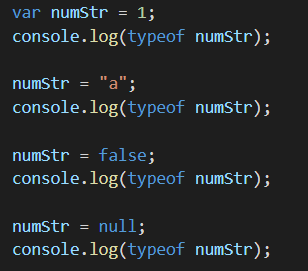 var numStr = 1;
console.log(typeof numStr);
numStr = "a";
console.log(typeof numStr);
numStr = false;
console.log(typeof numStr);
numStr = null;
console.log(typeof numStr);